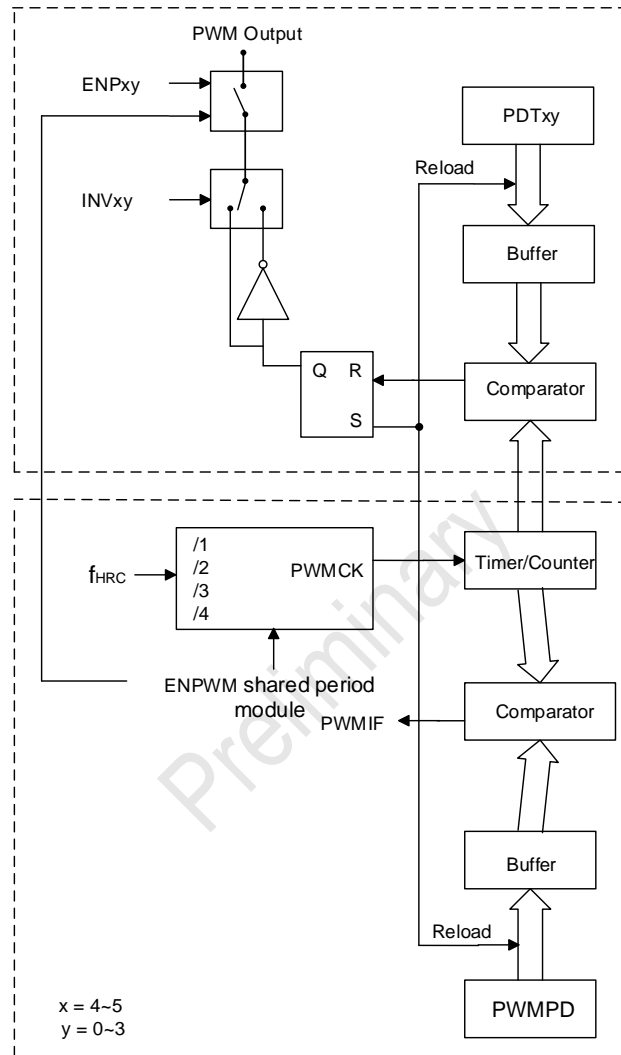 PWM Output
ENPxy
PDTxy
Reload
INVxy
Buffer
Q R
S
Comparator
fHRC
/1
/2
/3
/4
PWMCK
Timer/Counter
ENPWM shared period
module
PWMIF
Comparator
Buffer
Reload
PWMPD
x = 4~5
y = 0~3
Preliminary